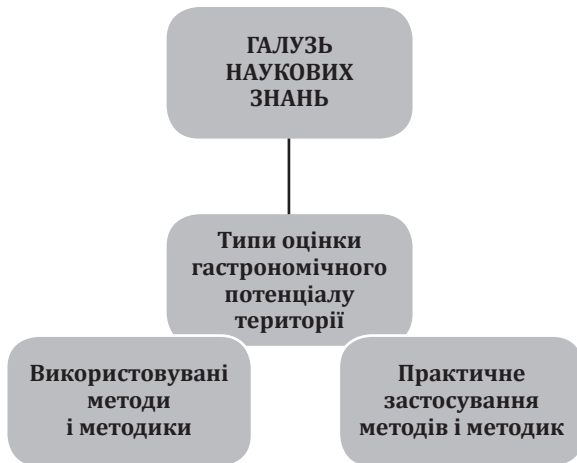 ГАЛУЗЬ
НАУКОВИХ
ЗНАНЬ
Типи оцінки
гастрономічного
потенціалу
території
Використовувані
методи
і методики
Практичне
застосування
методів і методик